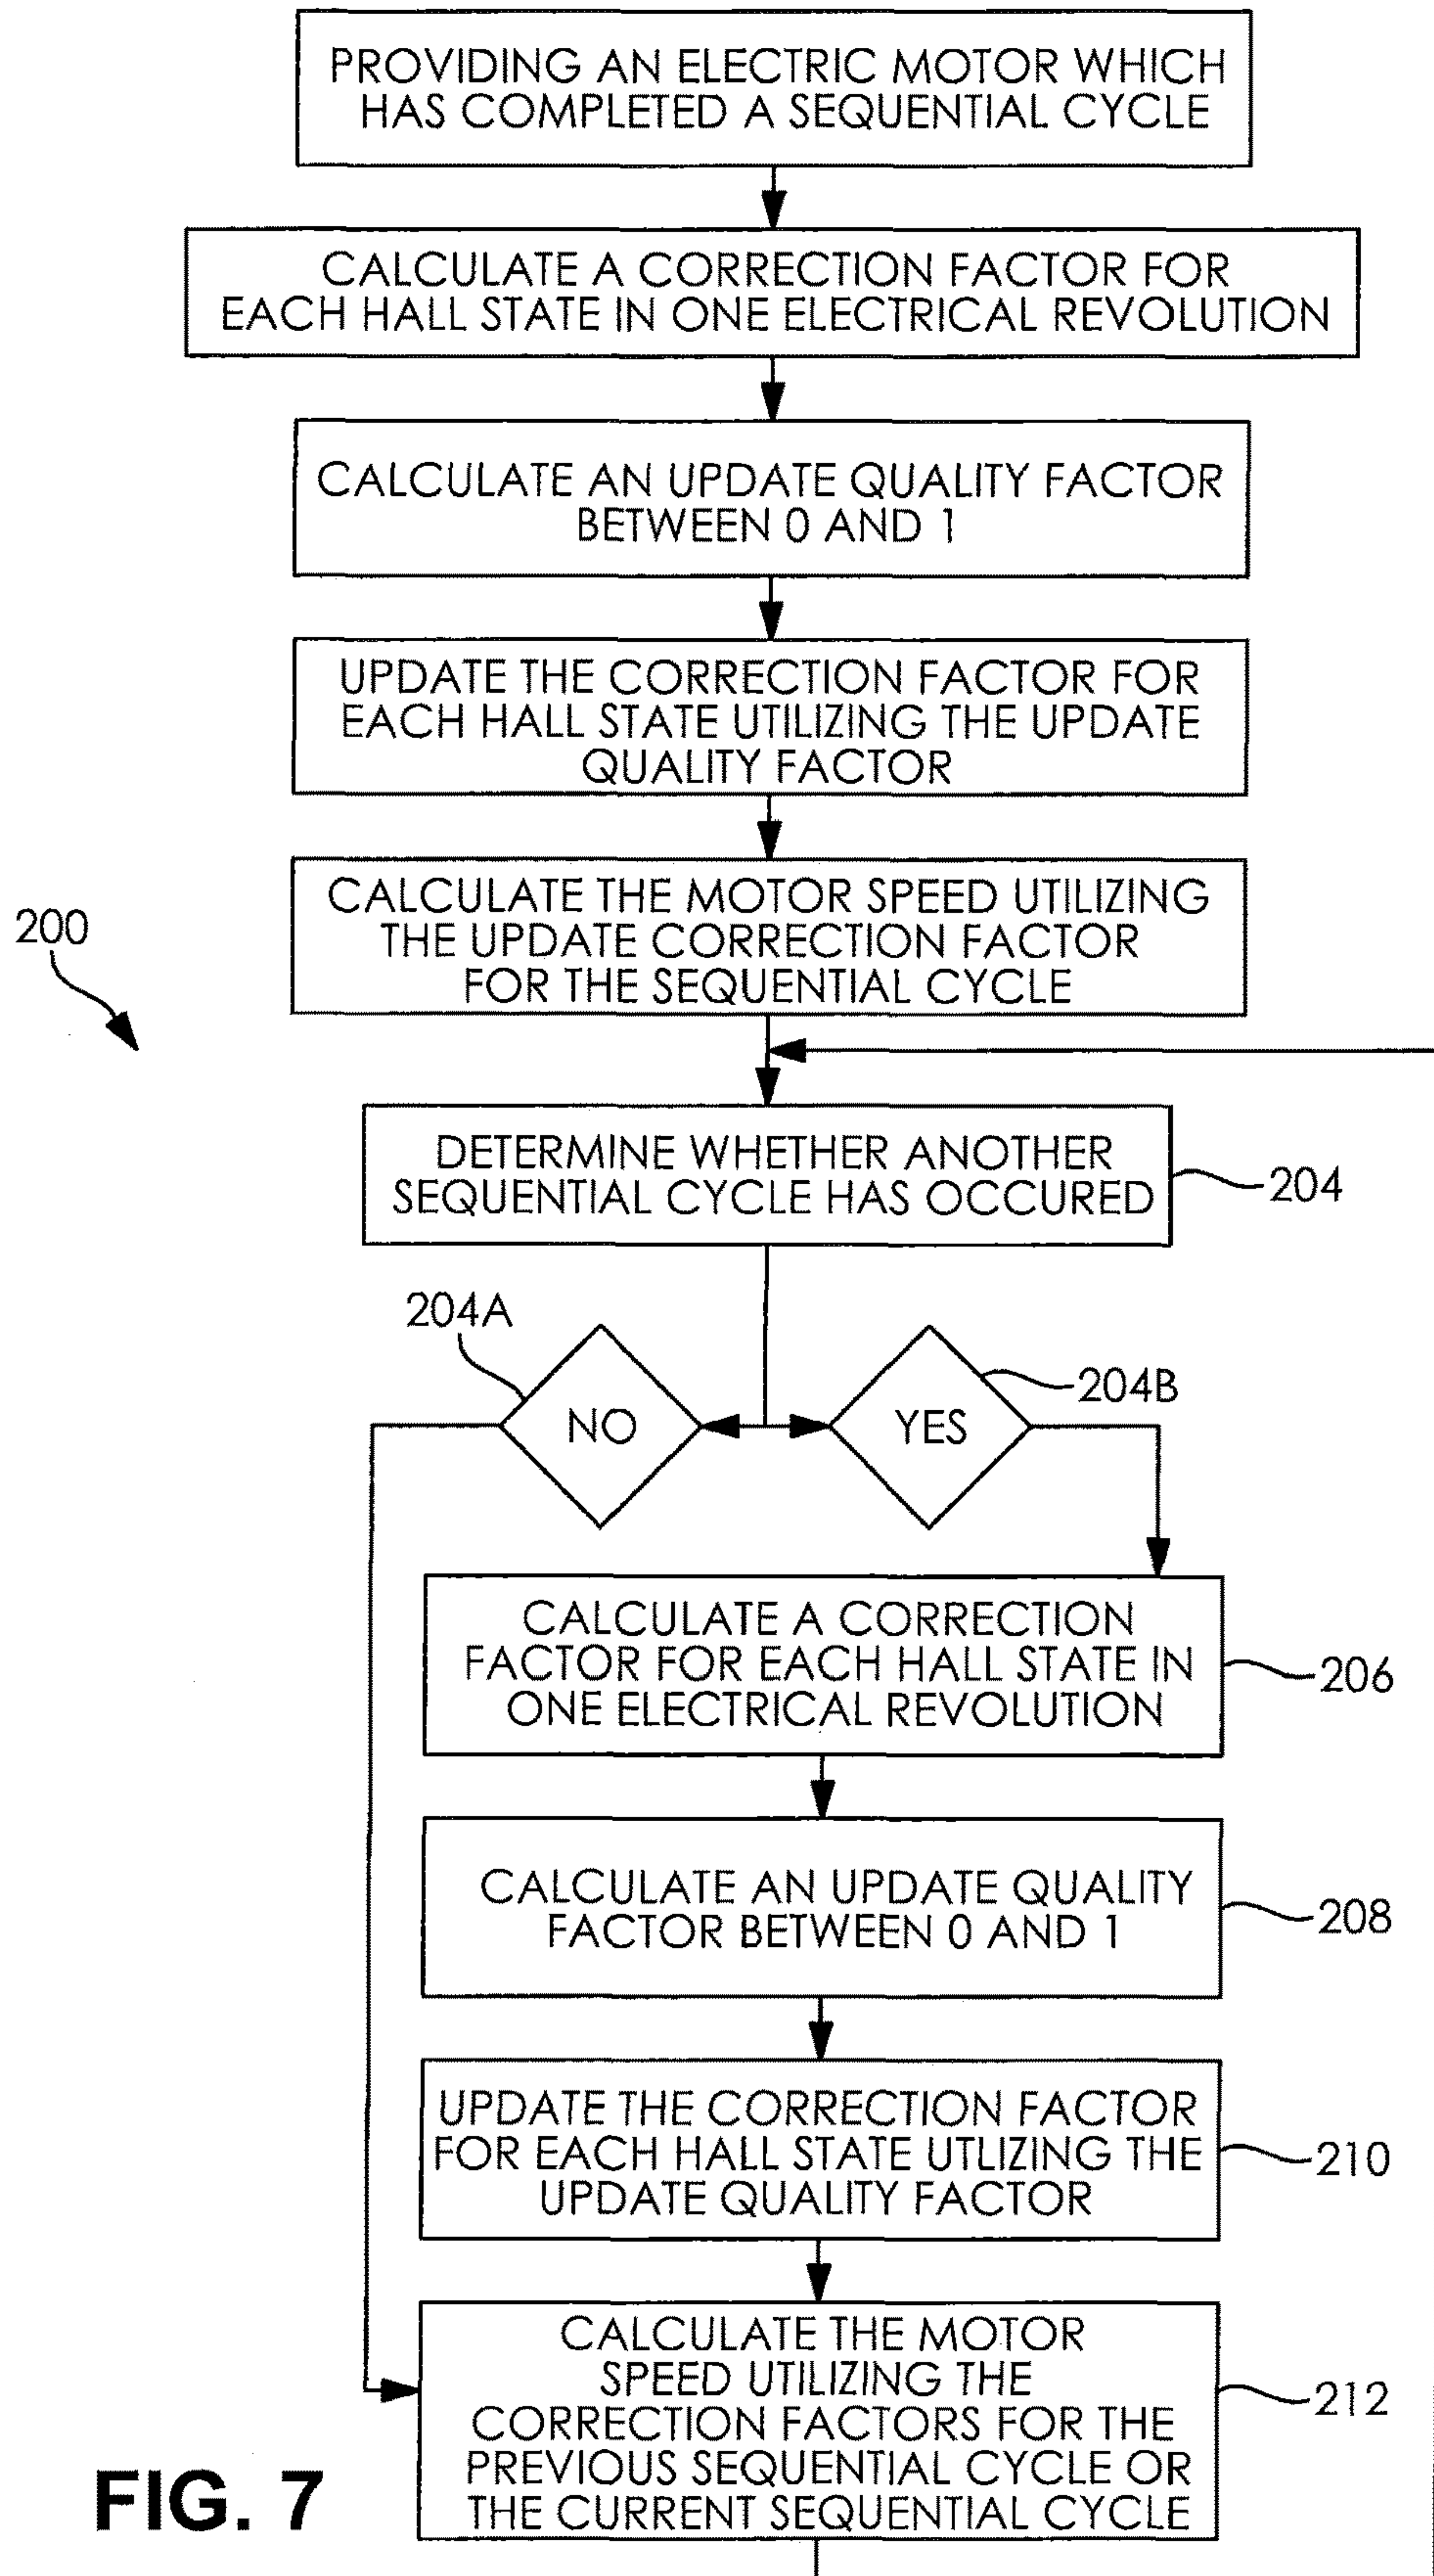 PROVIDING AN ELECTRIC MOTOR WHICH
HAS COMPLETED A SEQUENTIAL CYCLE
CALCULATE A CORRECTION FACTOR FOR
EACH HALL STATE IN ONE ELECTRICAL REVOLUTION
CALCULATE AN UPDATE QUALITY FACTOR
BETWEEN 0 AND 1
UPDATE THE CORRECTION FACTOR FOR
EACH HALL STATE UTILIZING THE UPDATE
QUALITY FACTOR
CALCULATE THE MOTOR SPEED UTILIZING
THE UPDATE CORRECTION FACTOR
FOR THE SEQUENTIAL CYCLE
200
DETERMINE WHETHER ANOTHER
SEQUENTIAL CYCLE HAS OCCURED
204
204A
NO
YES
204B
CALCULATE A CORRECTION
FACTOR FOR EACH HALL STATE IN
ONE ELECTRICAL REVOLUTION
206
CALCULATE AN UPDATE QUALITY
FACTOR BETWEEN 0 AND 1
208
UPDATE THE CORRECTION FACTOR
FOR EACH HALL STATE UTLIZING THE
UPDATE QUALITY FACTOR
210
CALCULATE THE MOTOR
SPEED UTILIZING THE
CORRECTION FACTORS FOR THE
PREVIOUS SEQUENTIAL CYCLE OR
THE CURRENT SEQUENTIAL CYCLE
212
FIG. 7